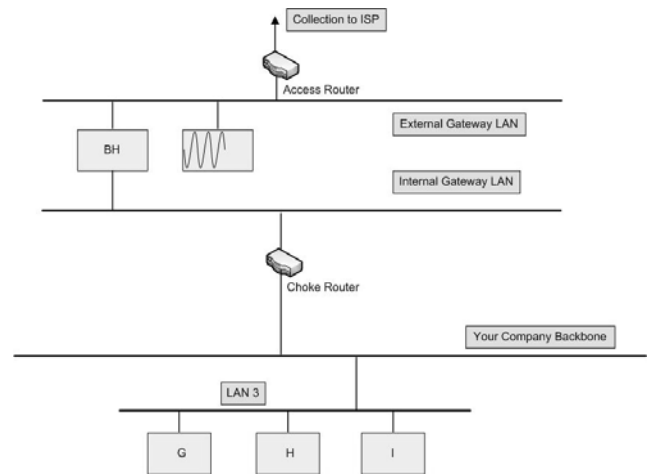 Collection to ISP
Access Router
External Gateway LAN
BH
Internal Gateway LAN
Choke Router
Your Company Backbone
LAN 3
G
H
I